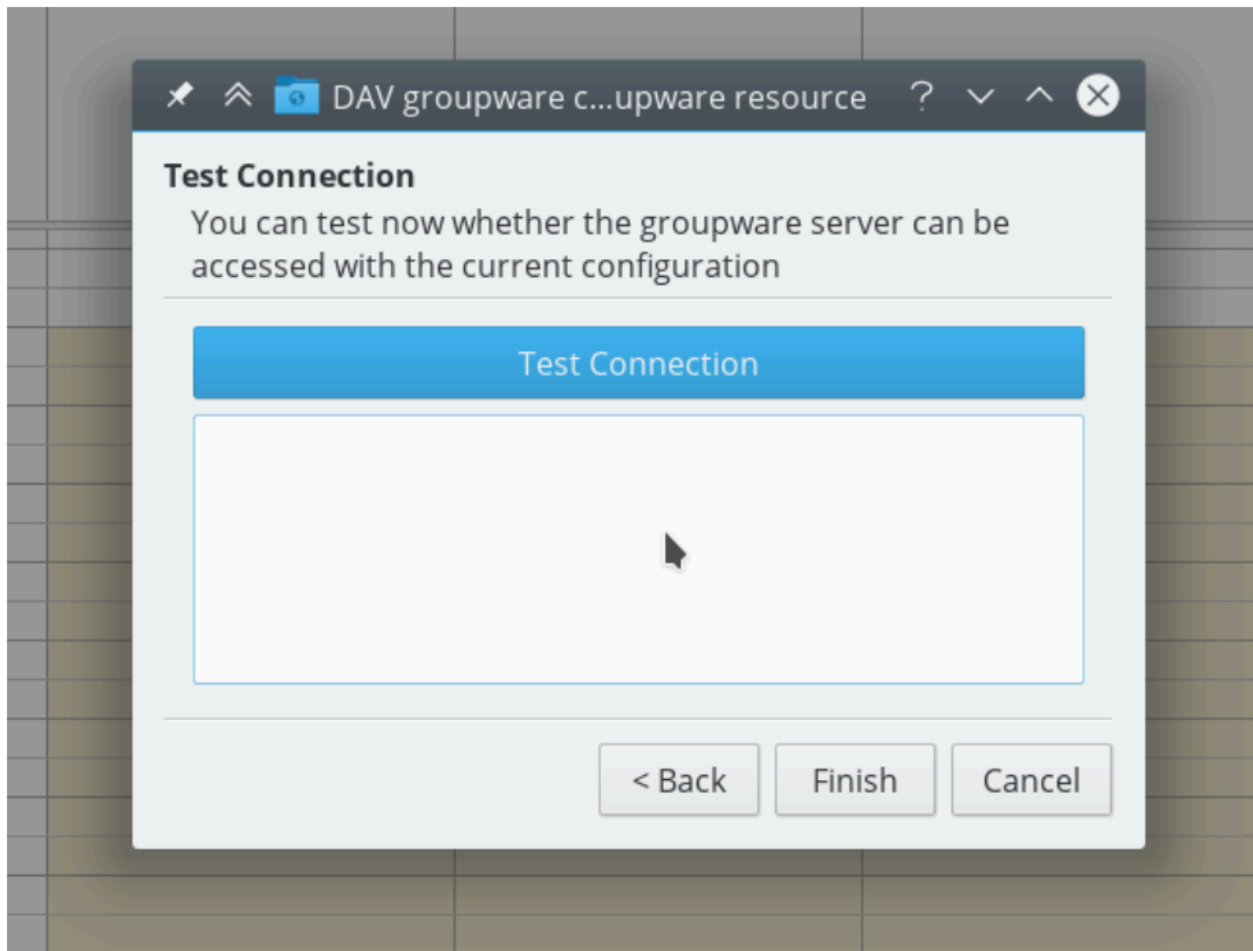 DAV groupware c...upware resource ?
Test Connection
You can test now whether the groupware server can be
accessed with the current configuration
Test Connection
< Back Finish Cancel